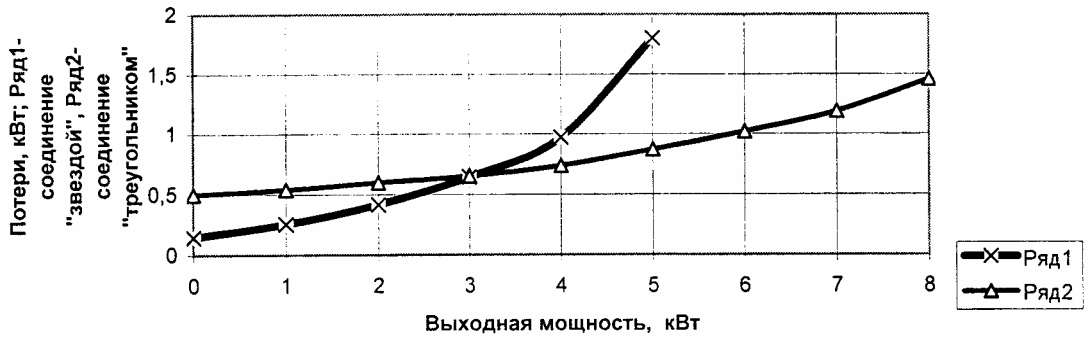 Потери, кВт; Ряд1-
соединение
"звездой", Ряд2-
соединение
"треугольником"
2
1,5
1
0,5
0
0 1 2 3 4 5 6 7 8
Выходная мощность, кВт
Ряд1
Ряд2